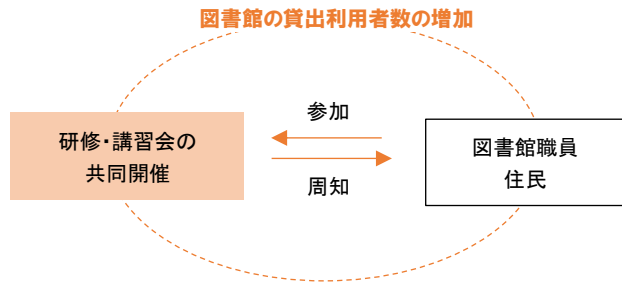 図書館の貸出利用者数の増加
研修・講習会の
共同開催
参加
周知
図書館職員
住民